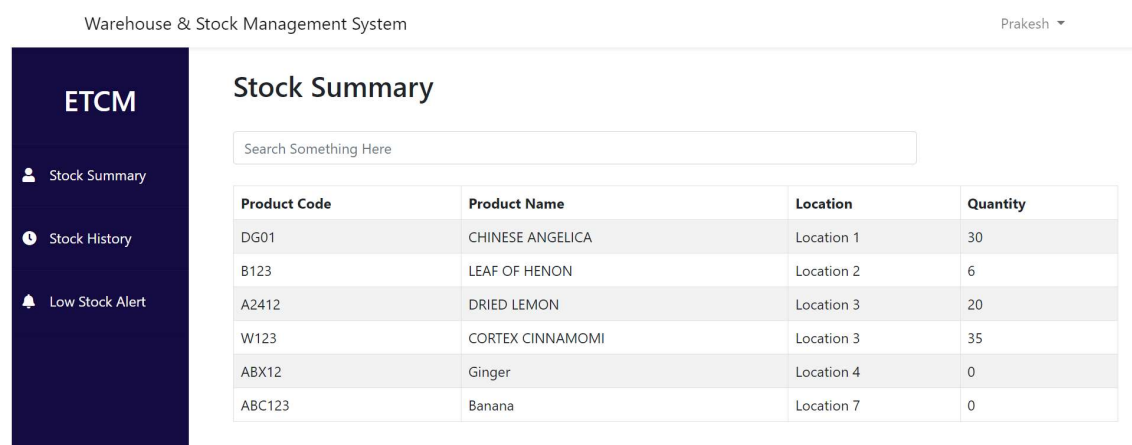 Warehouse & Stock Management System Prakesh
ETCM
Stock Summary
Stock History
Low Stock Alert
Stock Summary
Search Something Here
Product Code Product Name Location Quantity
DG01 CHINESE ANGELICA Location 1 30
B123 LEAF OF HENON Location 2 6
A2412 DRIED LEMON Location 3 20
W123 CORTEX CINNAMOMI Location 3 35
ABX12 Ginger Location 4 0
ABC123 Banana Location 7 0